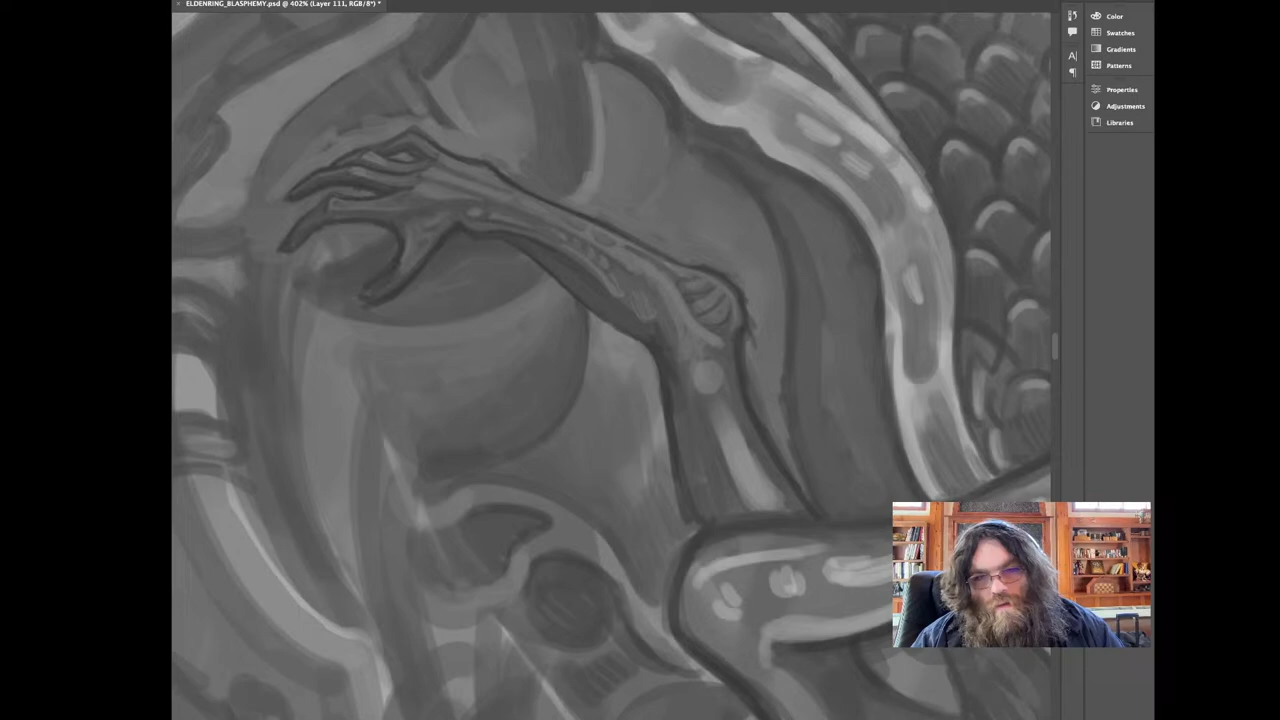 × ELDENRING_BLASPHEMY.psd @ 402% (Layer 111, RGB/8*) *
Color
Swatches
Gradients
Patterns
Properties
Adjustments
Libraries